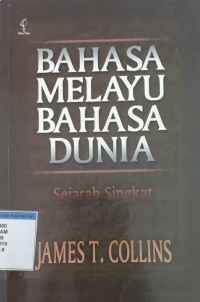 BAHASA
MELAYU
BAHASA
DUNIA
Sejarah Singkat
JAMES T. COLLINS